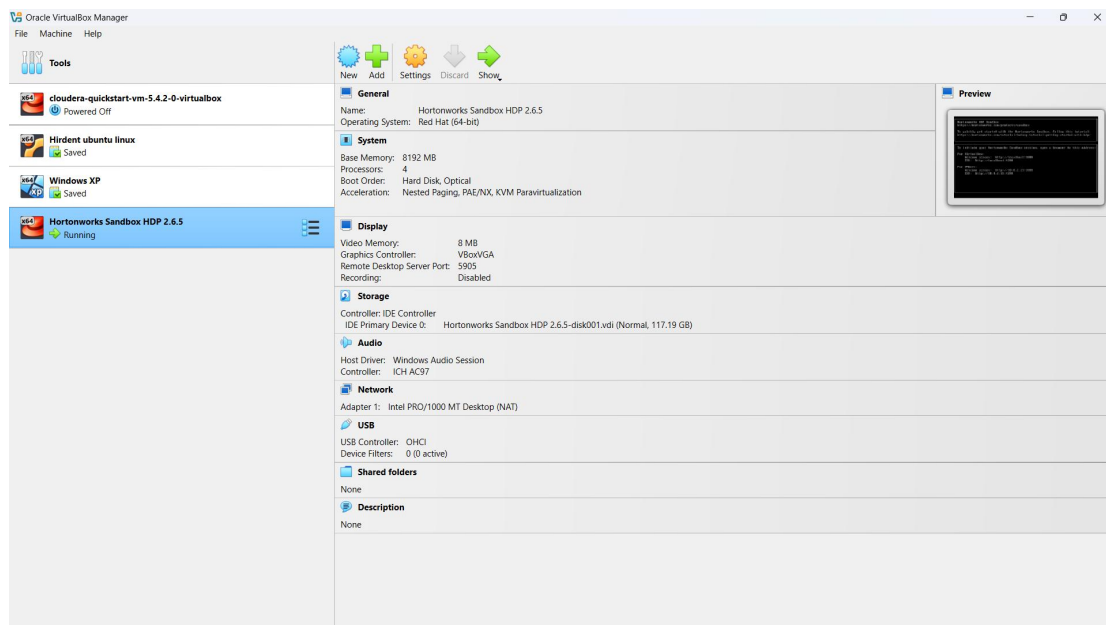 Oracle VirtualBox Manager
File Machine Help
Tools
New Add Settings Discard Show
x64 cloudera-quickstart-vm-5.4.2-0-virtualbox
Powered Off
x64 Hirdent ubuntu linux
Saved
x64 Windows XP
xp Saved
x64 Hortonworks Sandbox HDP 2.6.5
Running
General
Name: Hortonworks Sandbox HDP 2.6.5
Operating System: Red Hat (64-bit)
System
Base Memory: 8192 MB
Processors: 4
Boot Order: Hard Disk, Optical
Acceleration: Nested Paging, PAE/NX, KVM Paravirtualization
Preview
Display
Video Memory: 8 MB
Graphics Controller: VBoxVGA
Remote Desktop Server Port: 5905
Recording: Disabled
Storage
Controller: IDE Controller
IDE Primary Device 0: Hortonworks Sandbox HDP 2.6.5-disk001.vdi (Normal, 117.19 GB)
Audio
Host Driver: Windows Audio Session
Controller: ICH AC97
Network
Adapter 1: Intel PRO/1000 MT Desktop (NAT)
USB
USB Controller: OHCI
Device Filters: 0 (0 active)
Shared folders
None
Description
None